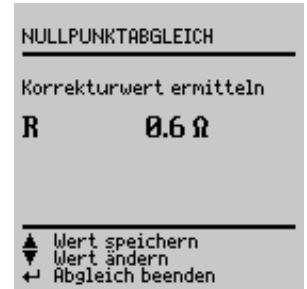 NULLPUNKTABGLEICH
Korrekturwert ermitteln
R 0.6 Ω
▲ Wert speichern
▼ Wert ändern
↵ Abgleich beenden